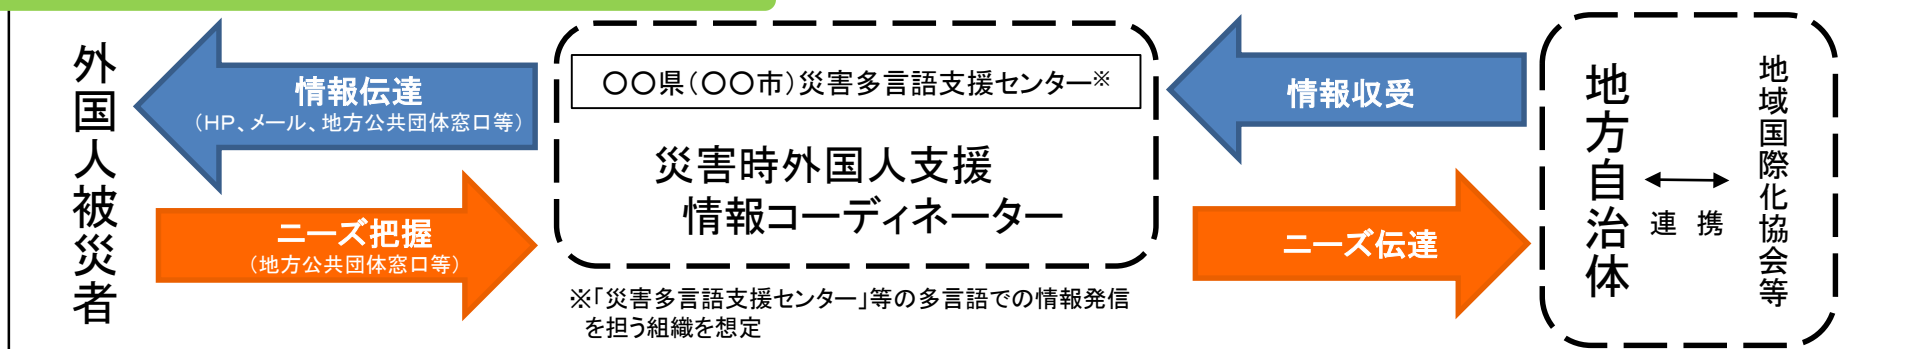 外国人被災者
情報伝達
（HP、メール、地方公共団体窓口等）
ニーズ把握
（地方公共団体窓口等）
〇〇県（〇〇市）災害多言語支援センター※
災害時外国人支援
情報コーディネーター
※「災害多言語支援センター」等の多言語での情報発信
を担う組織を想定
情報収受
ニーズ伝達
地方自治体
連携
地域国際化協会等